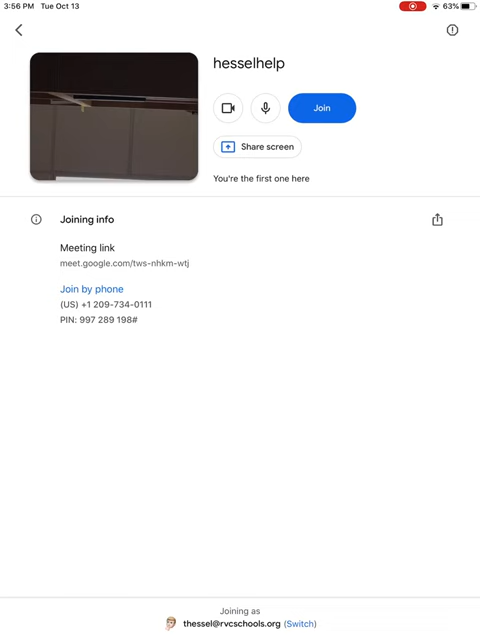 3:56 PM Tue Oct 13 63%
hesselhelp
Join
Share screen
You're the first one here
Joining info
Meeting link
meet.google.com/tws-nhkm-wtj
Join by phone
(US) +1 209-734-0111
PIN: 997 289 198#
Joining as
thessel@rvcschools.org (Switch)